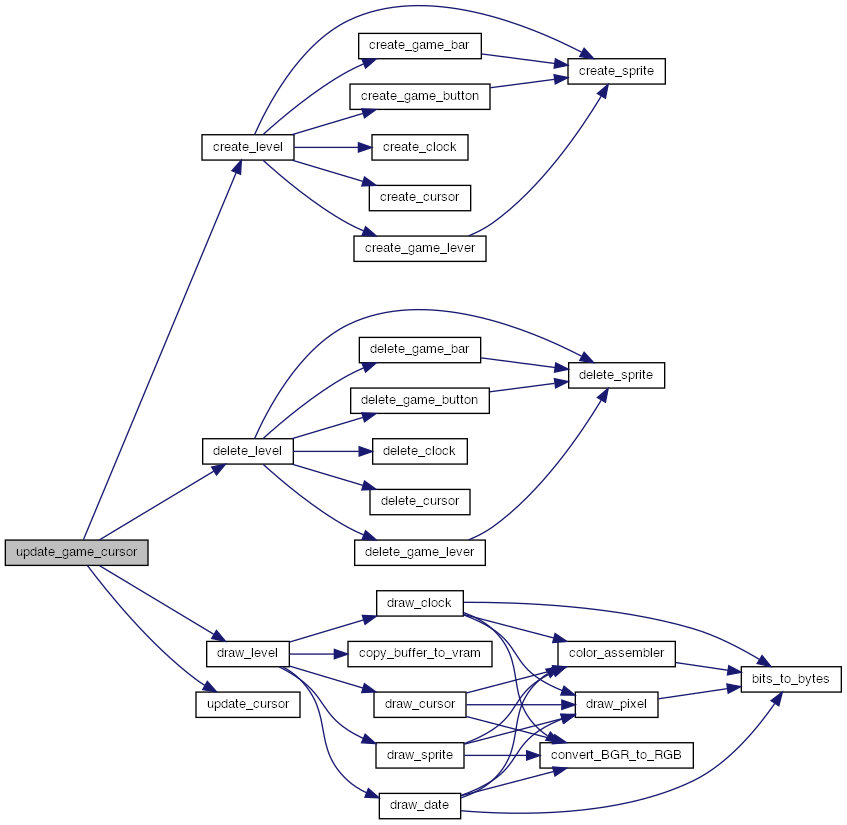 create_game_bar
create_sprite
create_game_button
create_level
create_clock
create_cursor
create_game_lever
delete_game_bar
delete_sprite
delete_game_button
delete_level
delete_clock
delete_cursor
update_game_cursor
delete_game_lever
draw_clock
draw_level
copy_buffer_to_vram
color_assembler
bits_to_bytes
update_cursor
draw_cursor
draw_pixel
draw_sprite
convert_BGR_to_RGB
draw_date